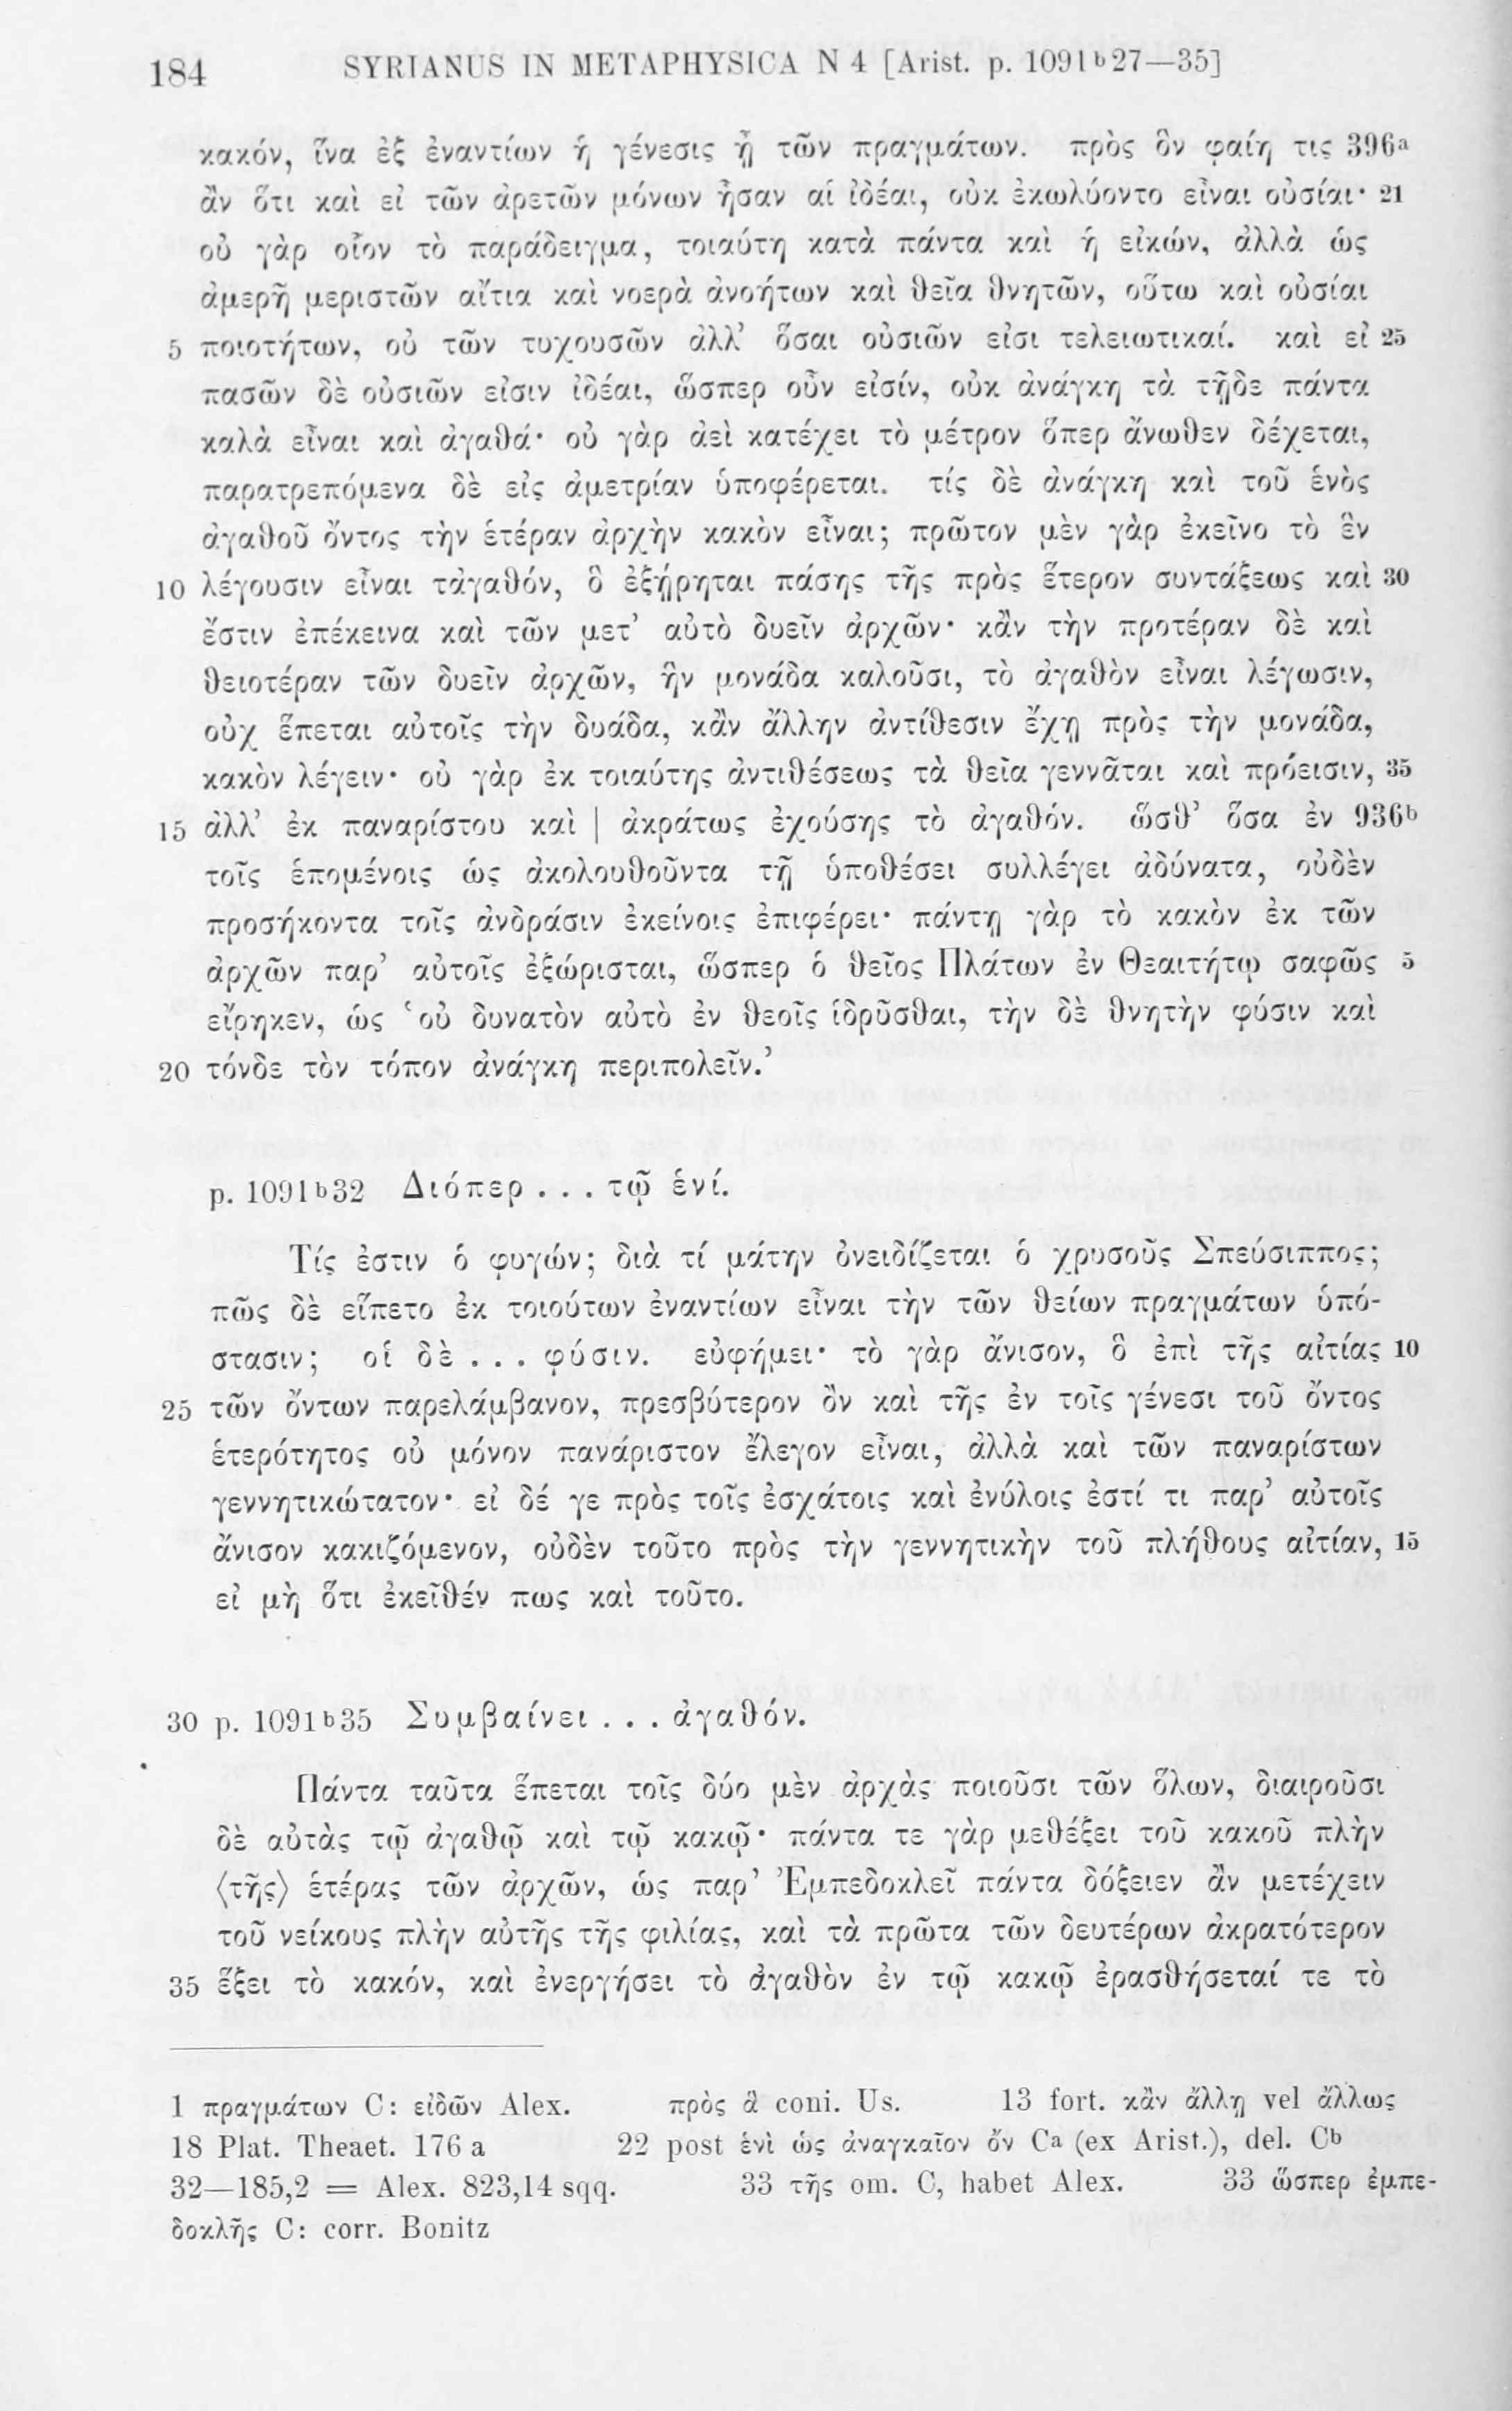 184 SYRIANUS IN METAPHYSICA N 4 [Arist. p. 1091ᵇ27—35]
κακόν, ἵνα ἐξ ἐναντίων ἡ γένεσις ᾖ τῶν πραγμάτων. πρὸς ὃν φαίη τις 396ᵃ
ἂν ὅτι καὶ εἰ τῶν ἀρετῶν μόνων ἦσαν αἱ ἰδέαι, οὐκ ἐκωλύοντο εἶναι οὐσίαι· 21
οὐ γὰρ οἷον τὸ παράδειγμα, τοιαύτη κατὰ πάντα καὶ ἡ εἰκών, ἀλλὰ ὡς
ἀμερῆ μεριστῶν αἴτια καὶ νοερὰ ἀνοήτων καὶ θεῖα θνητῶν, οὕτω καὶ οὐσίαι
5 ποιοτήτων, οὐ τῶν τυχουσῶν ἀλλ’ ὅσαι οὐσιῶν εἰσι τελειωτικαί. καὶ εἰ 25
πασῶν δὲ οὐσιῶν εἰσιν ἰδέαι, ὥσπερ οὖν εἰσίν, οὐκ ἀνάγκη τὰ τῇδε πάντα
καλὰ εἶναι καὶ ἀγαθά· οὐ γὰρ ἀεὶ κατέχει τὸ μέτρον ὅπερ ἄνωθεν δέχεται,
παρατρεπόμενα δὲ εἰς ἀμετρίαν ὑποφέρεται. τίς δὲ ἀνάγκη καὶ τοῦ ἑνὸς
ἀγαθοῦ ὄντος τὴν ἑτέραν ἀρχὴν κακὸν εἶναι; πρῶτον μὲν γὰρ ἐκεῖνο τὸ ἓν
10 λέγουσιν εἶναι τἀγαθόν, ὃ ἐξῄρηται πάσης τῆς πρὸς ἕτερον συντάξεως καὶ 30
ἔστιν ἐπέκεινα καὶ τῶν μετ’ αὐτὸ δυεῖν ἀρχῶν· κἂν τὴν προτέραν δὲ καὶ
θειοτέραν τῶν δυεῖν ἀρχῶν, ἣν μονάδα καλοῦσι, τὸ ἀγαθὸν εἶναι λέγωσιν,
οὐχ ἕπεται αὐτοῖς τὴν δυάδα, κἂν ἄλλην ἀντίθεσιν ἔχῃ πρὸς τὴν μονάδα,
κακὸν λέγειν· οὐ γὰρ ἐκ τοιαύτης ἀντιθέσεως τὰ θεῖα γεννᾶται καὶ πρόεισιν, 35
15 ἀλλ’ ἐκ παναρίστου καὶ | ἀκράτως ἐχούσης τὸ ἀγαθόν. ὥσθ’ ὅσα ἐν 936ᵇ
τοῖς ἑπομένοις ὡς ἀκολουθοῦντα τῇ ὑποθέσει συλλέγει ἀδύνατα, οὐδὲν
προσήκοντα τοῖς ἀνδράσιν ἐκείνοις ἐπιφέρει· πάντῃ γὰρ τὸ κακὸν ἐκ τῶν
ἀρχῶν παρ’ αὐτοῖς ἐξώρισται, ὥσπερ ὁ θεῖος Πλάτων ἐν Θεαιτήτῳ σαφῶς 5
εἴρηκεν, ὡς ‘οὐ δυνατὸν αὐτὸ ἐν θεοῖς ἱδρῦσθαι, τὴν δὲ θνητὴν φύσιν καὶ
20 τόνδε τὸν τόπον ἀνάγκη περιπολεῖν.’
p. 1091ᵇ32 Διόπερ . . . τῷ ἑνί.
Τίς ἐστιν ὁ φυγών; διὰ τί μάτην ὀνειδίζεται ὁ χρυσοῦς Σπεύσιππος;
πῶς δὲ εἵπετο ἐκ τοιούτων ἐναντίων εἶναι τὴν τῶν θείων πραγμάτων ὑπό-
στασιν; οἱ δὲ . . . φύσιν. εὐφήμει· τὸ γὰρ ἄνισον, ὃ ἐπὶ τῆς αἰτίας 10
25 τῶν ὄντων παρελάμβανον, πρεσβύτερον ὂν καὶ τῆς ἐν τοῖς γένεσι τοῦ ὄντος
ἑτερότητος οὐ μόνον πανάριστον ἔλεγον εἶναι, ἀλλὰ καὶ τῶν παναρίστων
γεννητικώτατον· εἰ δέ γε πρὸς τοῖς ἐσχάτοις καὶ ἐνύλοις ἐστί τι παρ’ αὐτοῖς
ἄνισον κακιζόμενον, οὐδὲν τοῦτο πρὸς τὴν γεννητικὴν τοῦ πλήθους αἰτίαν, 15
εἰ μὴ ὅτι ἐκεῖθέν πως καὶ τοῦτο.
30 p. 1091ᵇ35 Συμβαίνει . . . ἀγαθόν.
Πάντα ταῦτα ἕπεται τοῖς δύο μὲν ἀρχὰς ποιοῦσι τῶν ὅλων, διαιροῦσι
δὲ αὐτὰς τῷ ἀγαθῷ καὶ τῷ κακῷ· πάντα τε γὰρ μεθέξει τοῦ κακοῦ πλὴν
⟨τῆς⟩ ἑτέρας τῶν ἀρχῶν, ὡς παρ’ Ἐμπεδοκλεῖ πάντα δόξειεν ἂν μετέχειν
τοῦ νείκους πλὴν αὐτῆς τῆς φιλίας, καὶ τὰ πρῶτα τῶν δευτέρων ἀκρατότερον
35 ἕξει τὸ κακόν, καὶ ἐνεργήσει τὸ ἀγαθὸν ἐν τῷ κακῷ ἐρασθήσεταί τε τὸ
1 πραγμάτων C: εἰδῶν Alex. πρὸς ἃ coni. Us. 13 fort. κἂν ἄλλῃ vel ἄλλως
18 Plat. Theaet. 176 a 22 post ἑνὶ ὡς ἀναγκαῖον ὄν Cᵃ (ex Arist.), del. Cᵇ
32—185,2 = Alex. 823,14 sqq. 33 τῆς om. C, habet Alex. 33 ὥσπερ ἐμπε-
δοκλῆς C: corr. Bonitz